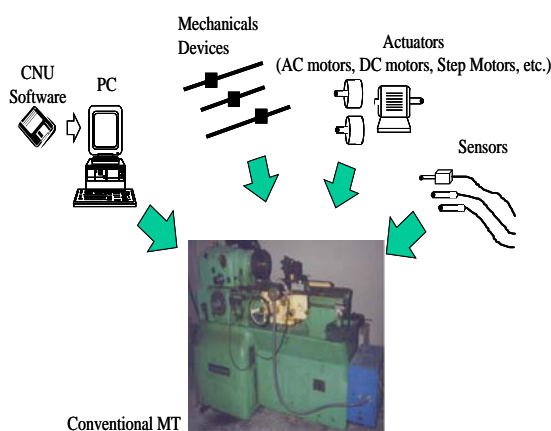 Mechanicals
Devices
Actuators
(AC motors, DC motors, Step Motors, etc.)
CNU
Software
PC
Sensors
Conventional MT